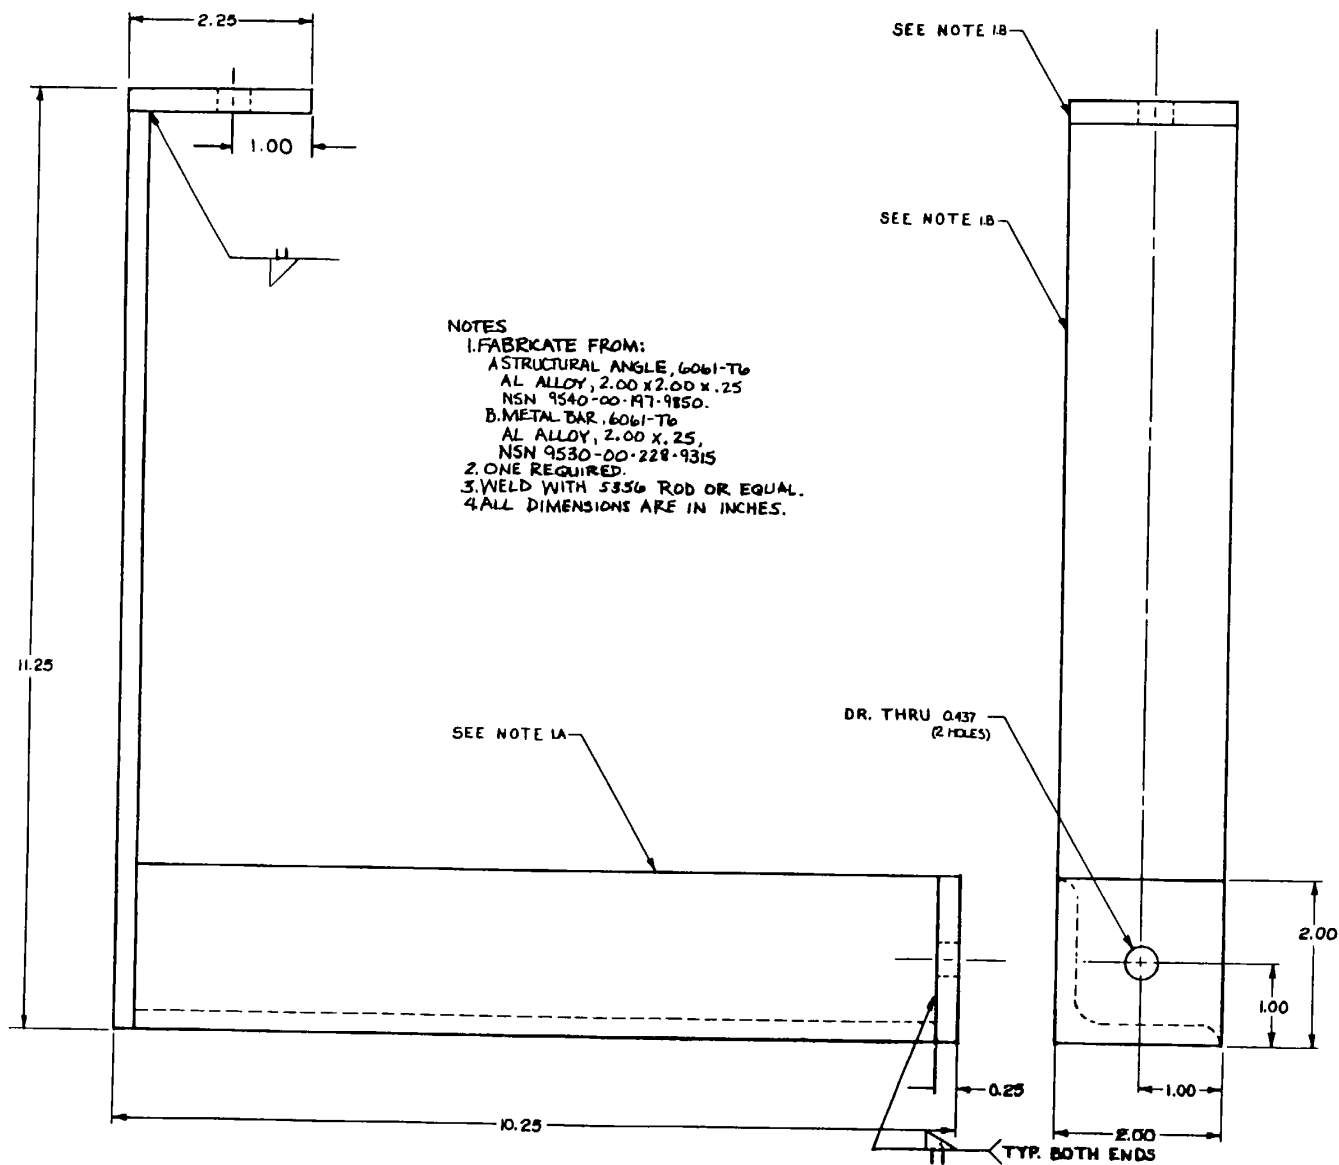 2.25
SEE NOTE 1.B
1.00
SEE NOTE 1.B
NOTES
1. FABRICATE FROM:
A STRUCTURAL ANGLE, 6061-T6
AL ALLOY, 2.00 x 2.00 x .25
NSN 9540-00-197-9850.
B. METAL BAR, 6061-T6
AL ALLOY, 2.00 x .25,
NSN 9530-00-228-9315
2. ONE REQUIRED.
3. WELD WITH 5356 ROD OR EQUAL.
4. ALL DIMENSIONS ARE IN INCHES.
11.25
SEE NOTE 1.A
DR. THRU 0.437
(2 HOLES)
2.00
1.00
0.25
1.00
10.25
2.00
TYP. BOTH ENDS